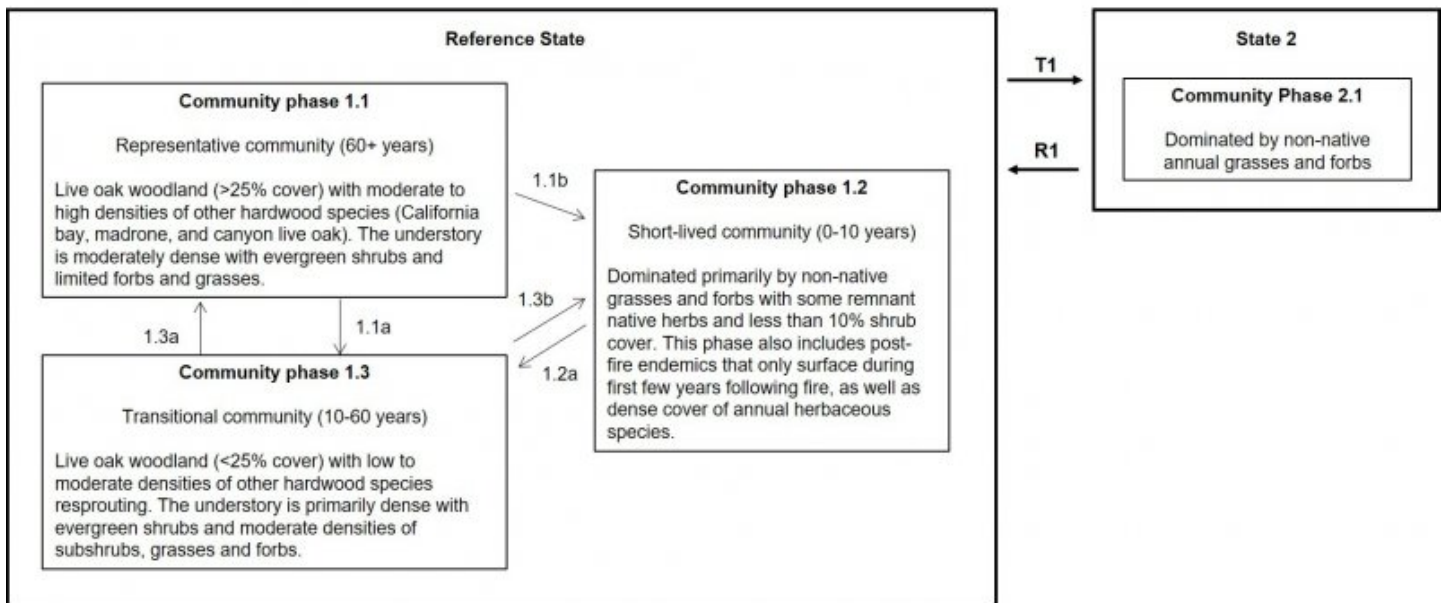 Reference State
Community phase 1.1
Representative community (60+ years)
Live oak woodland (>25% cover) with moderate to
high densities of other hardwood species (California
bay, madrone, and canyon live oak). The understory
is moderately dense with evergreen shrubs and
limited forbs and grasses.
1.1b
1.3a
1.1a
1.3b
1.2a
Community phase 1.2
Short-lived community (0-10 years)
Dominated primarily by non-native
grasses and forbs with some remnant
native herbs and less than 10% shrub
cover. This phase also includes post-
fire endemics that only surface during
first few years following fire, as well as
dense cover of annual herbaceous
species.
Community phase 1.3
Transitional community (10-60 years)
Live oak woodland (<25% cover) with low to
moderate densities of other hardwood species
resprouting. The understory is primarily dense with
evergreen shrubs and moderate densities of
subshrubs, grasses and forbs.
T1
R1
State 2
Community Phase 2.1
Dominated by non-native
annual grasses and forbs